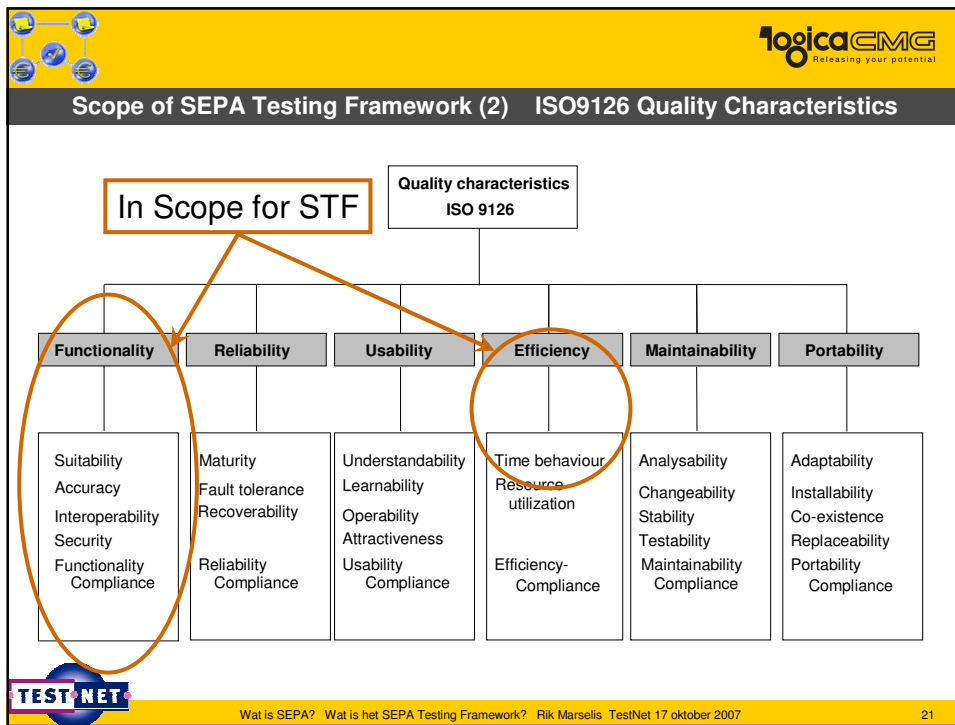 logicaCMG
Releasing your potential
Scope of SEPA Testing Framework (2) ISO9126 Quality Characteristics
Quality characteristics
ISO 9126
In Scope for STF
Functionality
Reliability
Usability
Efficiency
Maintainability
Portability
Suitability
Accuracy
Interoperability
Security
Functionality
Compliance
Maturity
Fault tolerance
Recoverability
Reliability
Compliance
Understandability
Learnability
Operability
Attractiveness
Usability
Compliance
Time behaviour
Resource
utilization
Efficiency-
Compliance
Analysability
Changeability
Stability
Testability
Maintainability
Compliance
Adaptability
Installability
Co-existence
Replaceability
Portability
Compliance
TEST NET
Wat is SEPA? Wat is het SEPA Testing Framework? Rik Marselis TestNet 17 oktober 2007
21